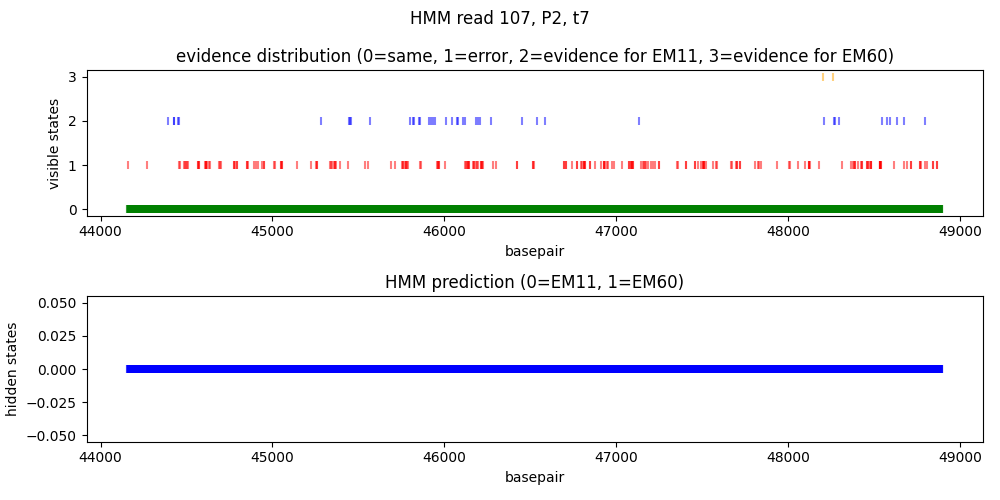 HMM read 107, P2, t7
evidence distribution (0=same, 1=error, 2=evidence for EM11, 3=evidence for EM60)
visible states
3
2
1
0
44000 45000 46000 47000 48000 49000
basepair
HMM prediction (0=EM11, 1=EM60)
hidden states
0.050
0.025
0.000
−0.025
−0.050
44000 45000 46000 47000 48000 49000
basepair